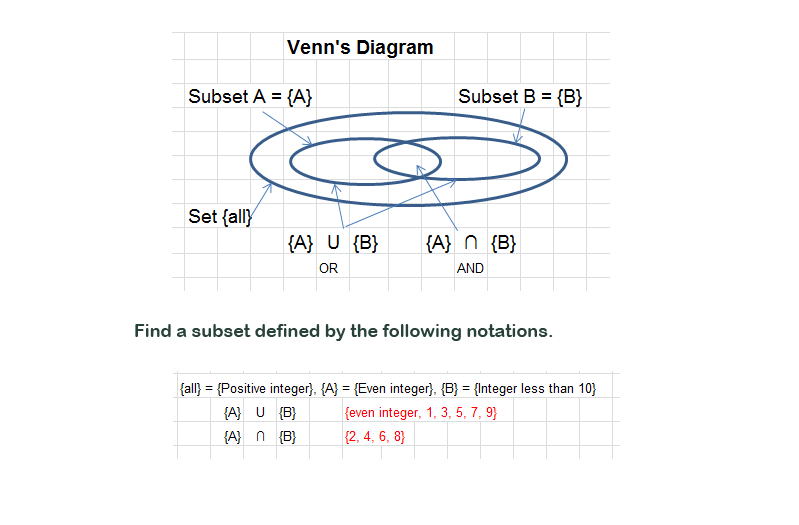 Venn's Diagram
Subset A = {A}
Subset B = {B}
Set {all}
{A} U {B}
{A} ∩ {B}
OR
AND
Find a subset defined by the following notations.
{all} = {Positive integer}, {A} = {Even integer}, {B} = {Integer less than 10}
{A} U {B} {even integer, 1, 3, 5, 7, 9}
{A} ∩ {B} {2, 4, 6, 8}